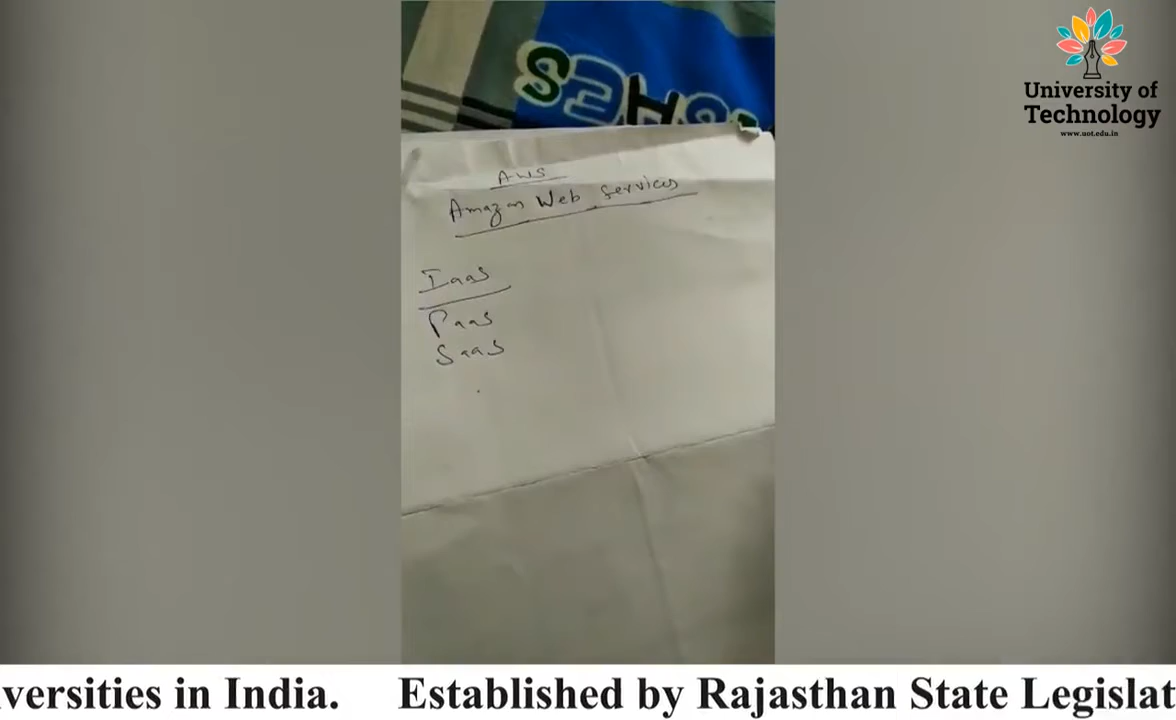 University of
Technology
www.uot.edu.in
AWS
Amazon Web Services
IaaS
PaaS
SaaS
versities in India. Established by Rajasthan State Legislat